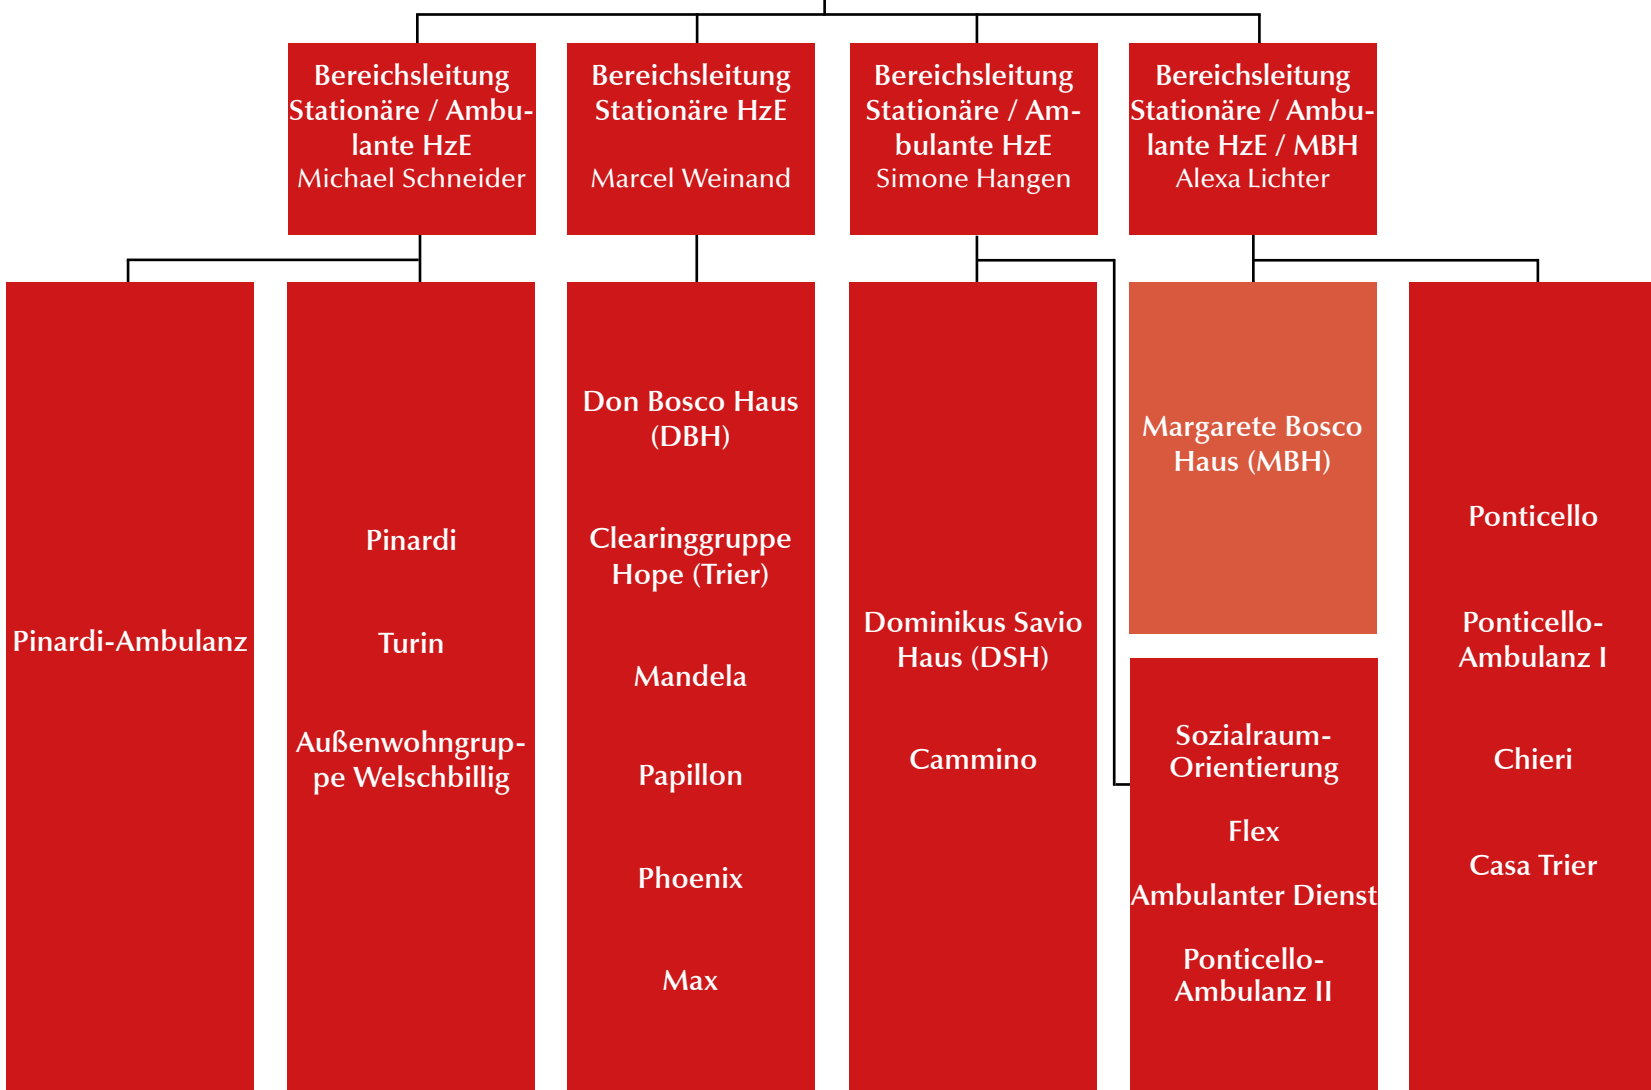 Bereichsleitung
Stationäre / Ambu-
lante HzE
Michael Schneider
Bereichsleitung
Stationäre HzE
Marcel Weinand
Bereichsleitung
Stationäre / Am-
bulante HzE
Simone Hangen
Bereichsleitung
Stationäre / Ambu-
lante HzE / MBH
Alexa Lichter
Pinardi-Ambulanz
Pinardi
Turin
Außenwohngrup-
pe Welschbillig
Don Bosco Haus
(DBH)
Clearinggruppe
Hope (Trier)
Mandela
Papillon
Phoenix
Max
Dominikus Savio
Haus (DSH)
Cammino
Margarete Bosco
Haus (MBH)
Sozialraum-
Orientierung
Flex
Ambulanter Dienst
Ponticello-
Ambulanz II
Ponticello
Ponticello-
Ambulanz I
Chieri
Casa Trier